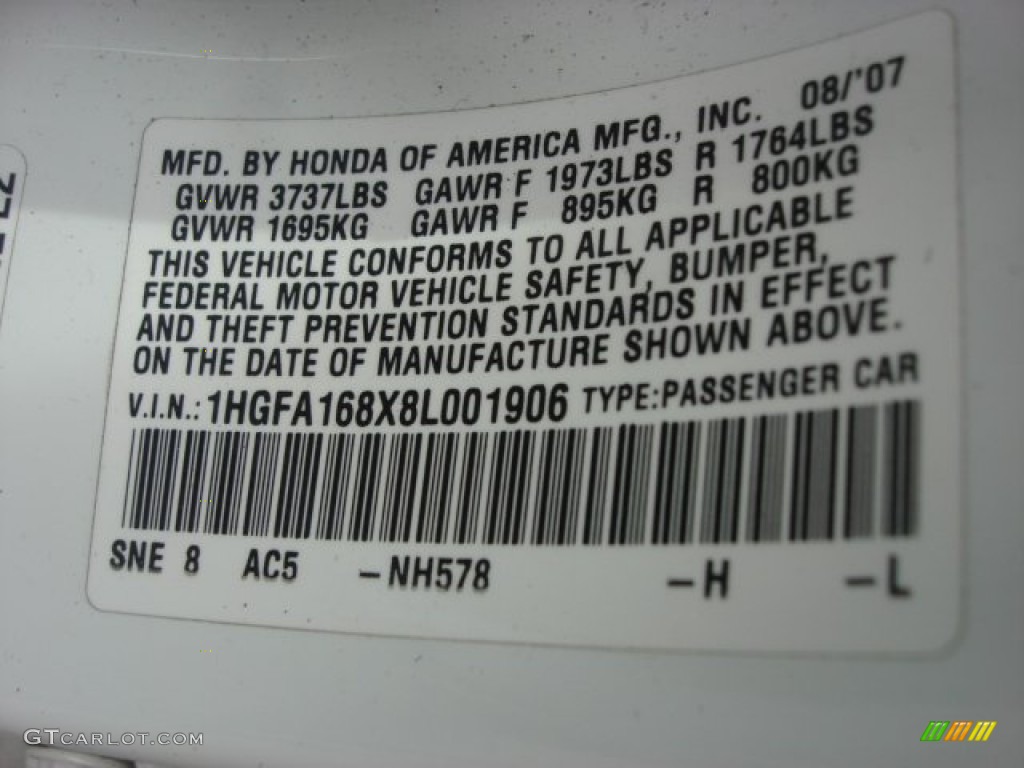 MFD. BY HONDA OF AMERICA MFG., INC. 08/'07
GVWR 3737LBS GAWR F 1973LBS R 1764LBS
GVWR 1695KG GAWR F 895KG R 800KG
THIS VEHICLE CONFORMS TO ALL APPLICABLE
FEDERAL MOTOR VEHICLE SAFETY, BUMPER,
AND THEFT PREVENTION STANDARDS IN EFFECT
ON THE DATE OF MANUFACTURE SHOWN ABOVE.
V.I.N.: 1HGFA168X8L001906 TYPE:PASSENGER CAR
SNE 8 AC5 -NH578 -H -L
GTCARLOT.COM